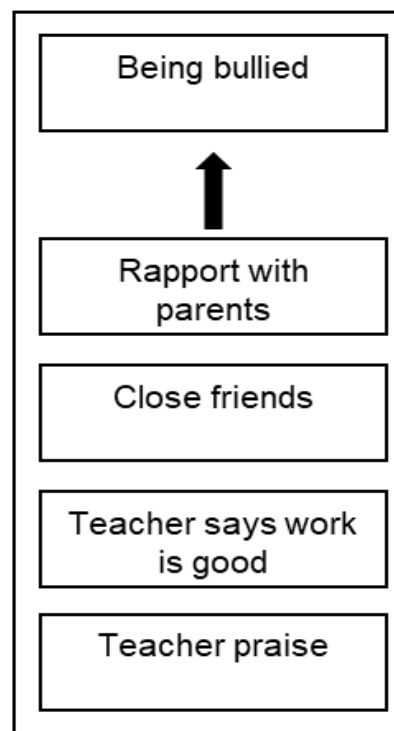 Being bullied
Rapport with
parents
Close friends
Teacher says work
is good
Teacher praise